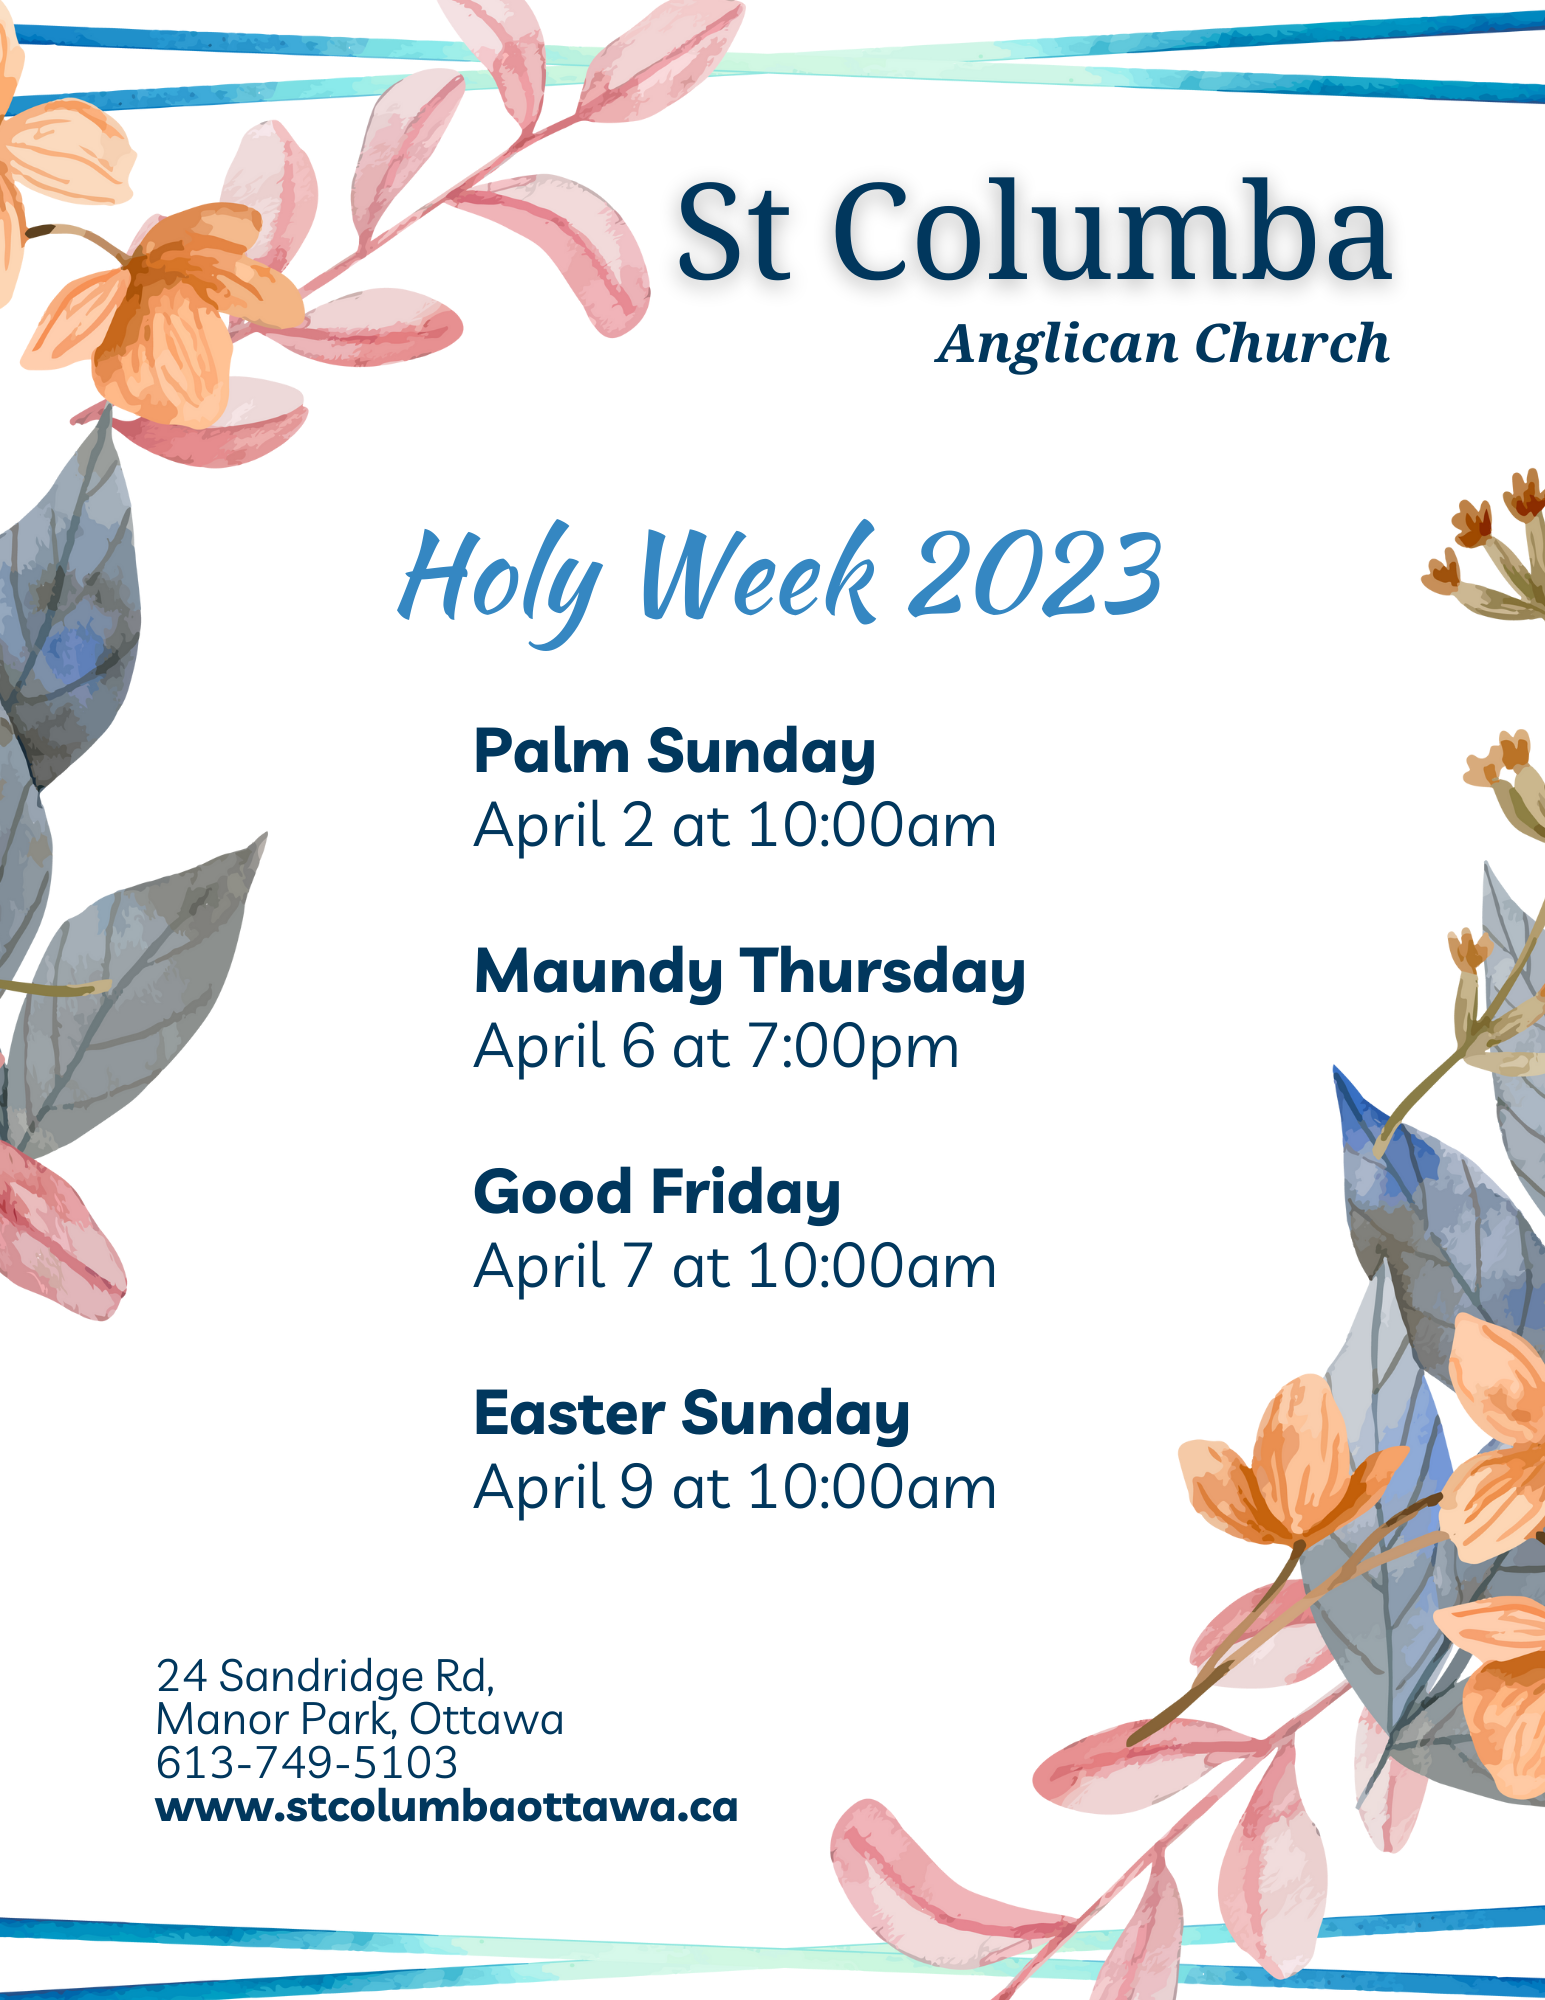 St Columba
Anglican Church
Holy Week 2023
Palm Sunday
April 2 at 10:00am
Maundy Thursday
April 6 at 7:00pm
Good Friday
April 7 at 10:00am
Easter Sunday
April 9 at 10:00am
24 Sandridge Rd,
Manor Park, Ottawa
613-749-5103
www.stcolumbaottawa.ca